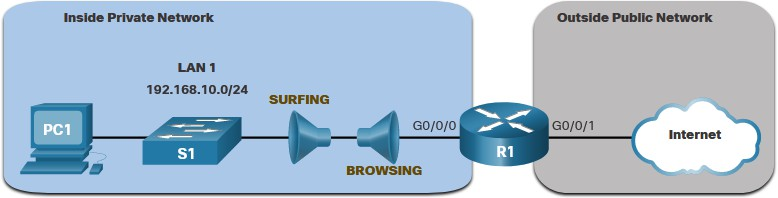 Inside Private Network
Outside Public Network
LAN 1
192.168.10.0/24
SURFING
PC1
S1
BROWSING
G0/0/0
R1
G0/0/1
Internet